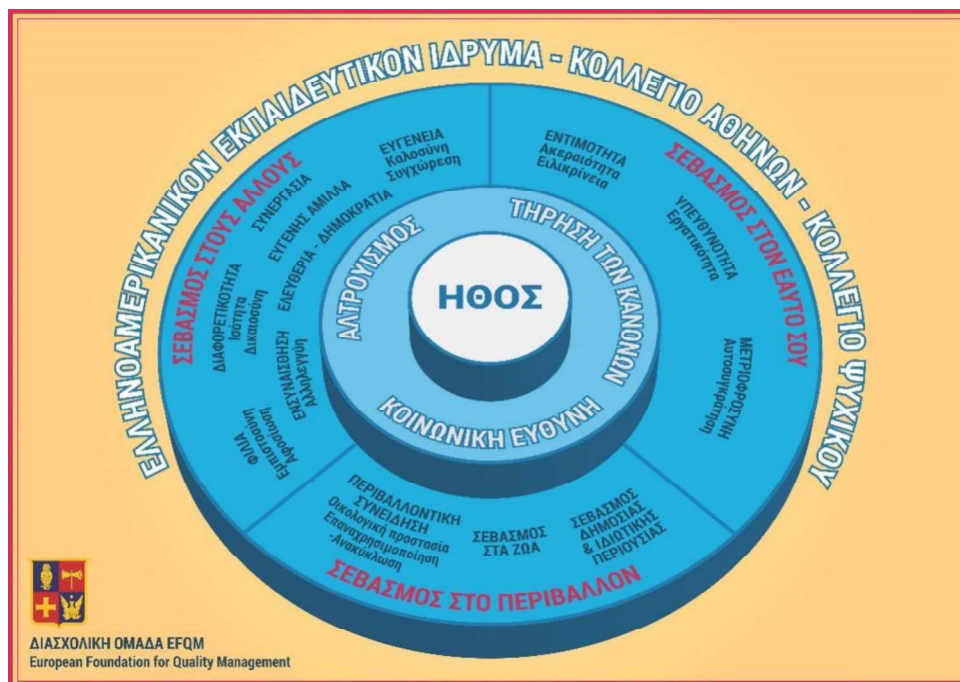 ΕΛΛΗΝΟΑΜΕΡΙΚΑΝΙΚΟΝ ΕΚΠΑΙΔΕΥΤΙΚΟΝ ΙΔΡΥΜΑ - ΚΟΛΛΕΓΙΟ ΑΘΗΝΩΝ - ΚΟΛΛΕΓΙΟ ΨΥΧΙΚΟΥ
ΣΕΒΑΣΜΟΣ ΣΤΟΥΣ ΑΛΛΟΥΣ
ΕΥΓΕΝΕΙΑ
Καλοσύνη
Συγχώρεση
ΣΥΝΕΡΓΑΣΙΑ
ΕΥΓΕΝΗΣ ΑΜΙΛΛΑ
ΕΛΕΥΘΕΡΙΑ - ΔΗΜΟΚΡΑΤΙΑ
ΔΙΑΦΟΡΕΤΙΚΟΤΗΤΑ
Ισότητα
Δικαιοσύνη
ΕΝΣΥΝΑΙΣΘΗΣΗ
Αλληλεγγύη
ΦΙΛΙΑ
Εμπιστοσύνη
Αφοσίωση
ΣΕΒΑΣΜΟΣ ΣΤΟΝ ΕΑΥΤΟ ΣΟΥ
ΕΝΤΙΜΟΤΗΤΑ
Ακεραιότητα
Ειλικρίνεια
ΥΠΕΥΘΥΝΟΤΗΤΑ
Εργατικότητα
ΜΕΤΡΙΟΦΡΟΣΥΝΗ
Αυτοσυγκράτηση
ΑΛΤΡΟΥΙΣΜΟΣ
ΤΗΡΗΣΗ ΤΩΝ ΚΑΝΟΝΩΝ
ΚΟΙΝΩΝΙΚΗ ΕΥΘΥΝΗ
ΗΘΟΣ
ΠΕΡΙΒΑΛΛΟΝΤΙΚΗ
ΣΥΝΕΙΔΗΣΗ
Οικολογική προστασία
Επαναχρησιμοποίηση
-Ανακύκλωση
ΣΕΒΑΣΜΟΣ
ΣΤΑ ΖΩΑ
ΣΕΒΑΣΜΟΣ
ΔΗΜΟΣΙΑΣ
& ΙΔΙΩΤΙΚΗΣ
ΠΕΡΙΟΥΣΙΑΣ
ΣΕΒΑΣΜΟΣ ΣΤΟ ΠΕΡΙΒΑΛΛΟΝ
ΔΙΑΣΧΟΛΙΚΗ ΟΜΑΔΑ EFQM
European Foundation for Quality Management